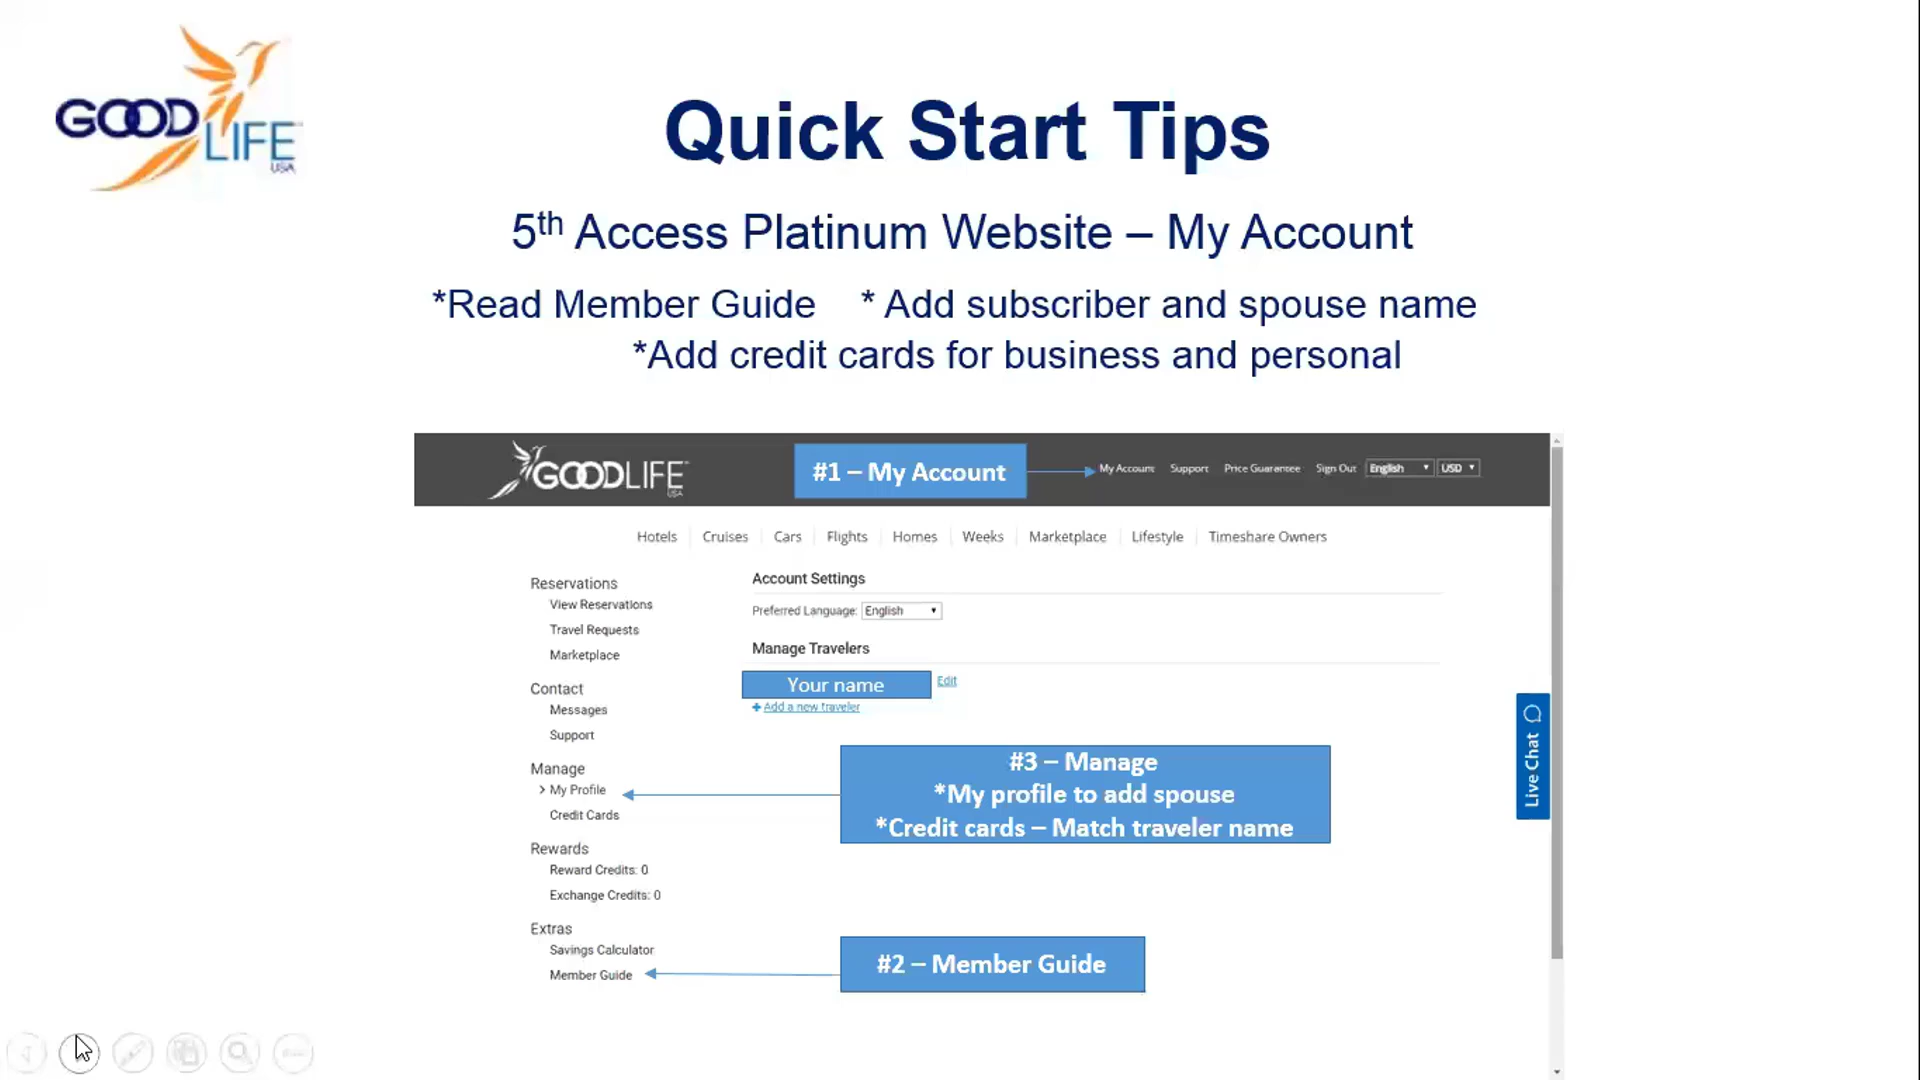 GOOD LIFE USA
Quick Start Tips
5th Access Platinum Website – My Account
*Read Member Guide * Add subscriber and spouse name
*Add credit cards for business and personal
GOODLIFE USA
#1 – My Account
My Account Support Price Guarantee Sign Out English USD
Hotels Cruises Cars Flights Homes Weeks Marketplace Lifestyle Timeshare Owners
Reservations
View Reservations
Travel Requests
Marketplace
Contact
Messages
Support
Manage
> My Profile
Credit Cards
Rewards
Reward Credits: 0
Exchange Credits: 0
Extras
Savings Calculator
Member Guide
Account Settings
Preferred Language: English
Manage Travelers
Your name Edit
+ Add a new traveler
#3 – Manage
*My profile to add spouse
*Credit cards – Match traveler name
#2 – Member Guide
Live Chat